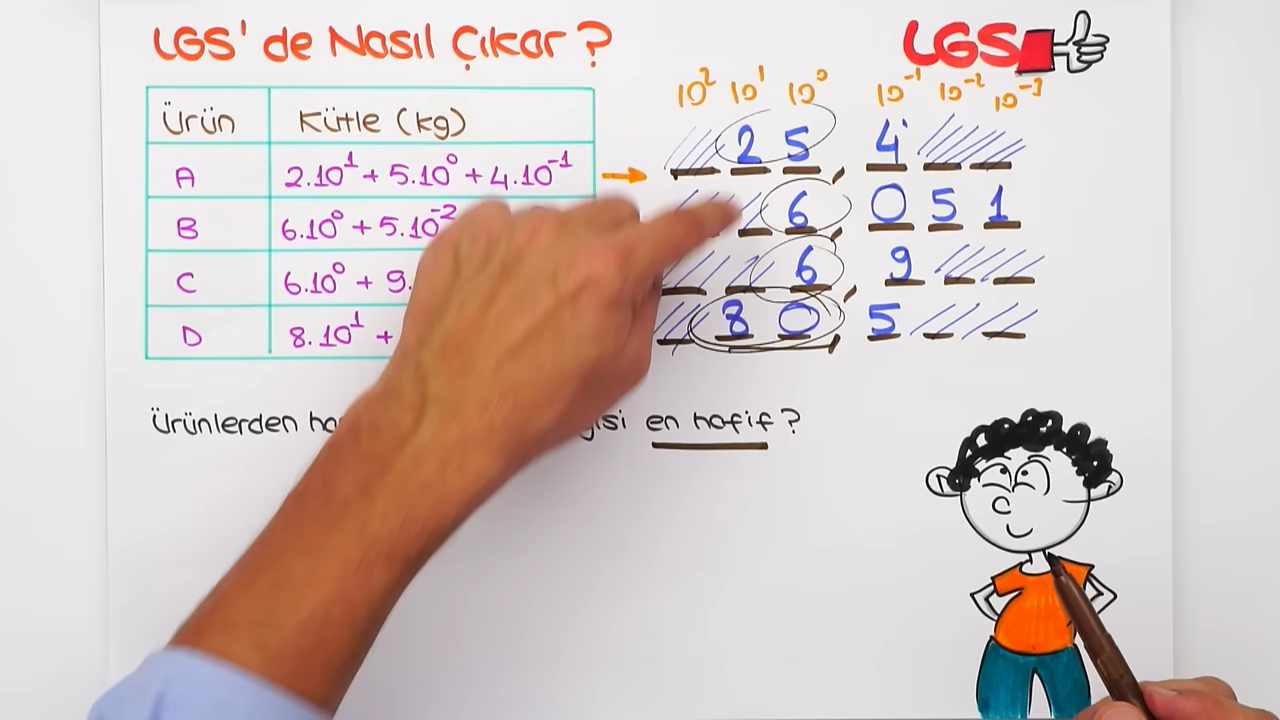 LGS' de Nasıl Çıkar ?
LGS
Ürün Kütle (kg)
A 2.10¹ + 5.10⁰ + 4.10⁻¹
B 6.10⁰ + 5.10⁻²
C 6.10⁰ + 9.
D 8.10¹ +
10² 10¹ 10⁰ 10⁻¹ 10⁻² 10⁻³
2 5 , 4
6 , 0 5 1
6 , 9
8 0 , 5
Ürünlerden en hafif ?